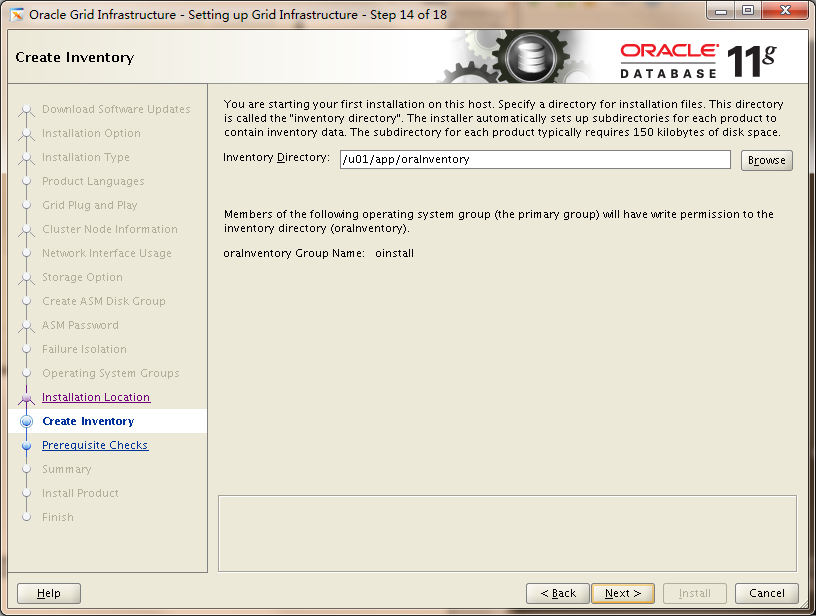 Oracle Grid Infrastructure - Setting up Grid Infrastructure - Step 14 of 18
Create Inventory
ORACLE
DATABASE 11g
Download Software Updates
Installation Option
Installation Type
Product Languages
Grid Plug and Play
Cluster Node Information
Network Interface Usage
Storage Option
Create ASM Disk Group
ASM Password
Failure Isolation
Operating System Groups
Installation Location
Create Inventory
Prerequisite Checks
Summary
Install Product
Finish
You are starting your first installation on this host. Specify a directory for installation files. This directory
is called the "inventory directory". The installer automatically sets up subdirectories for each product to
contain inventory data. The subdirectory for each product typically requires 150 kilobytes of disk space.
Inventory Directory: /u01/app/oraInventory Browse
Members of the following operating system group (the primary group) will have write permission to the
inventory directory (oraInventory).
oraInventory Group Name: oinstall
Help < Back Next > Install Cancel